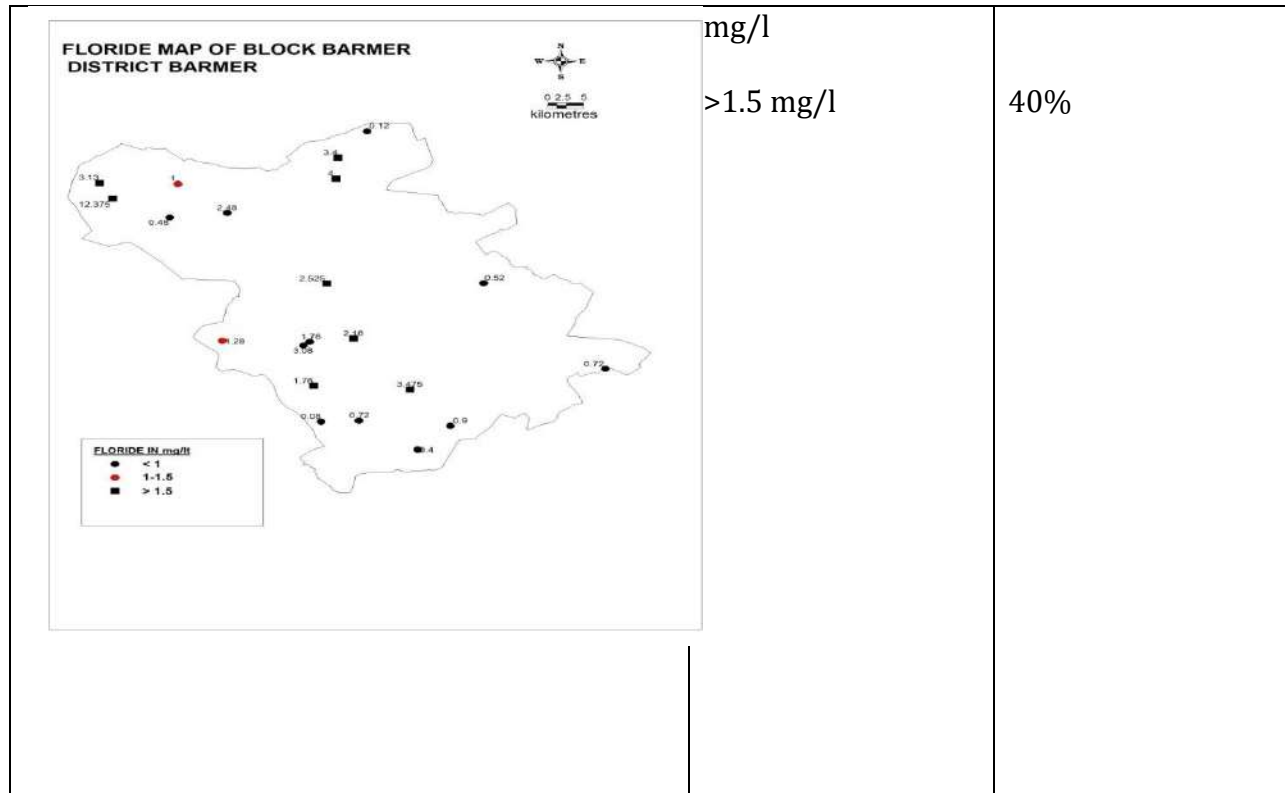 FLORIDE MAP OF BLOCK BARMER
DISTRICT BARMER
N
W E
S
0 2.5 5
kilometres
mg/l
>1.5 mg/l 40%
0.12
3.4
4
3.13
1
12.375
0.48
2.48
2.525
0.52
1.28
1.76
3.08
2.16
0.72
1.76
3.475
0.08
0.72
0.9
0.4
FLORIDE IN mg/lt
< 1
1-1.5
> 1.5